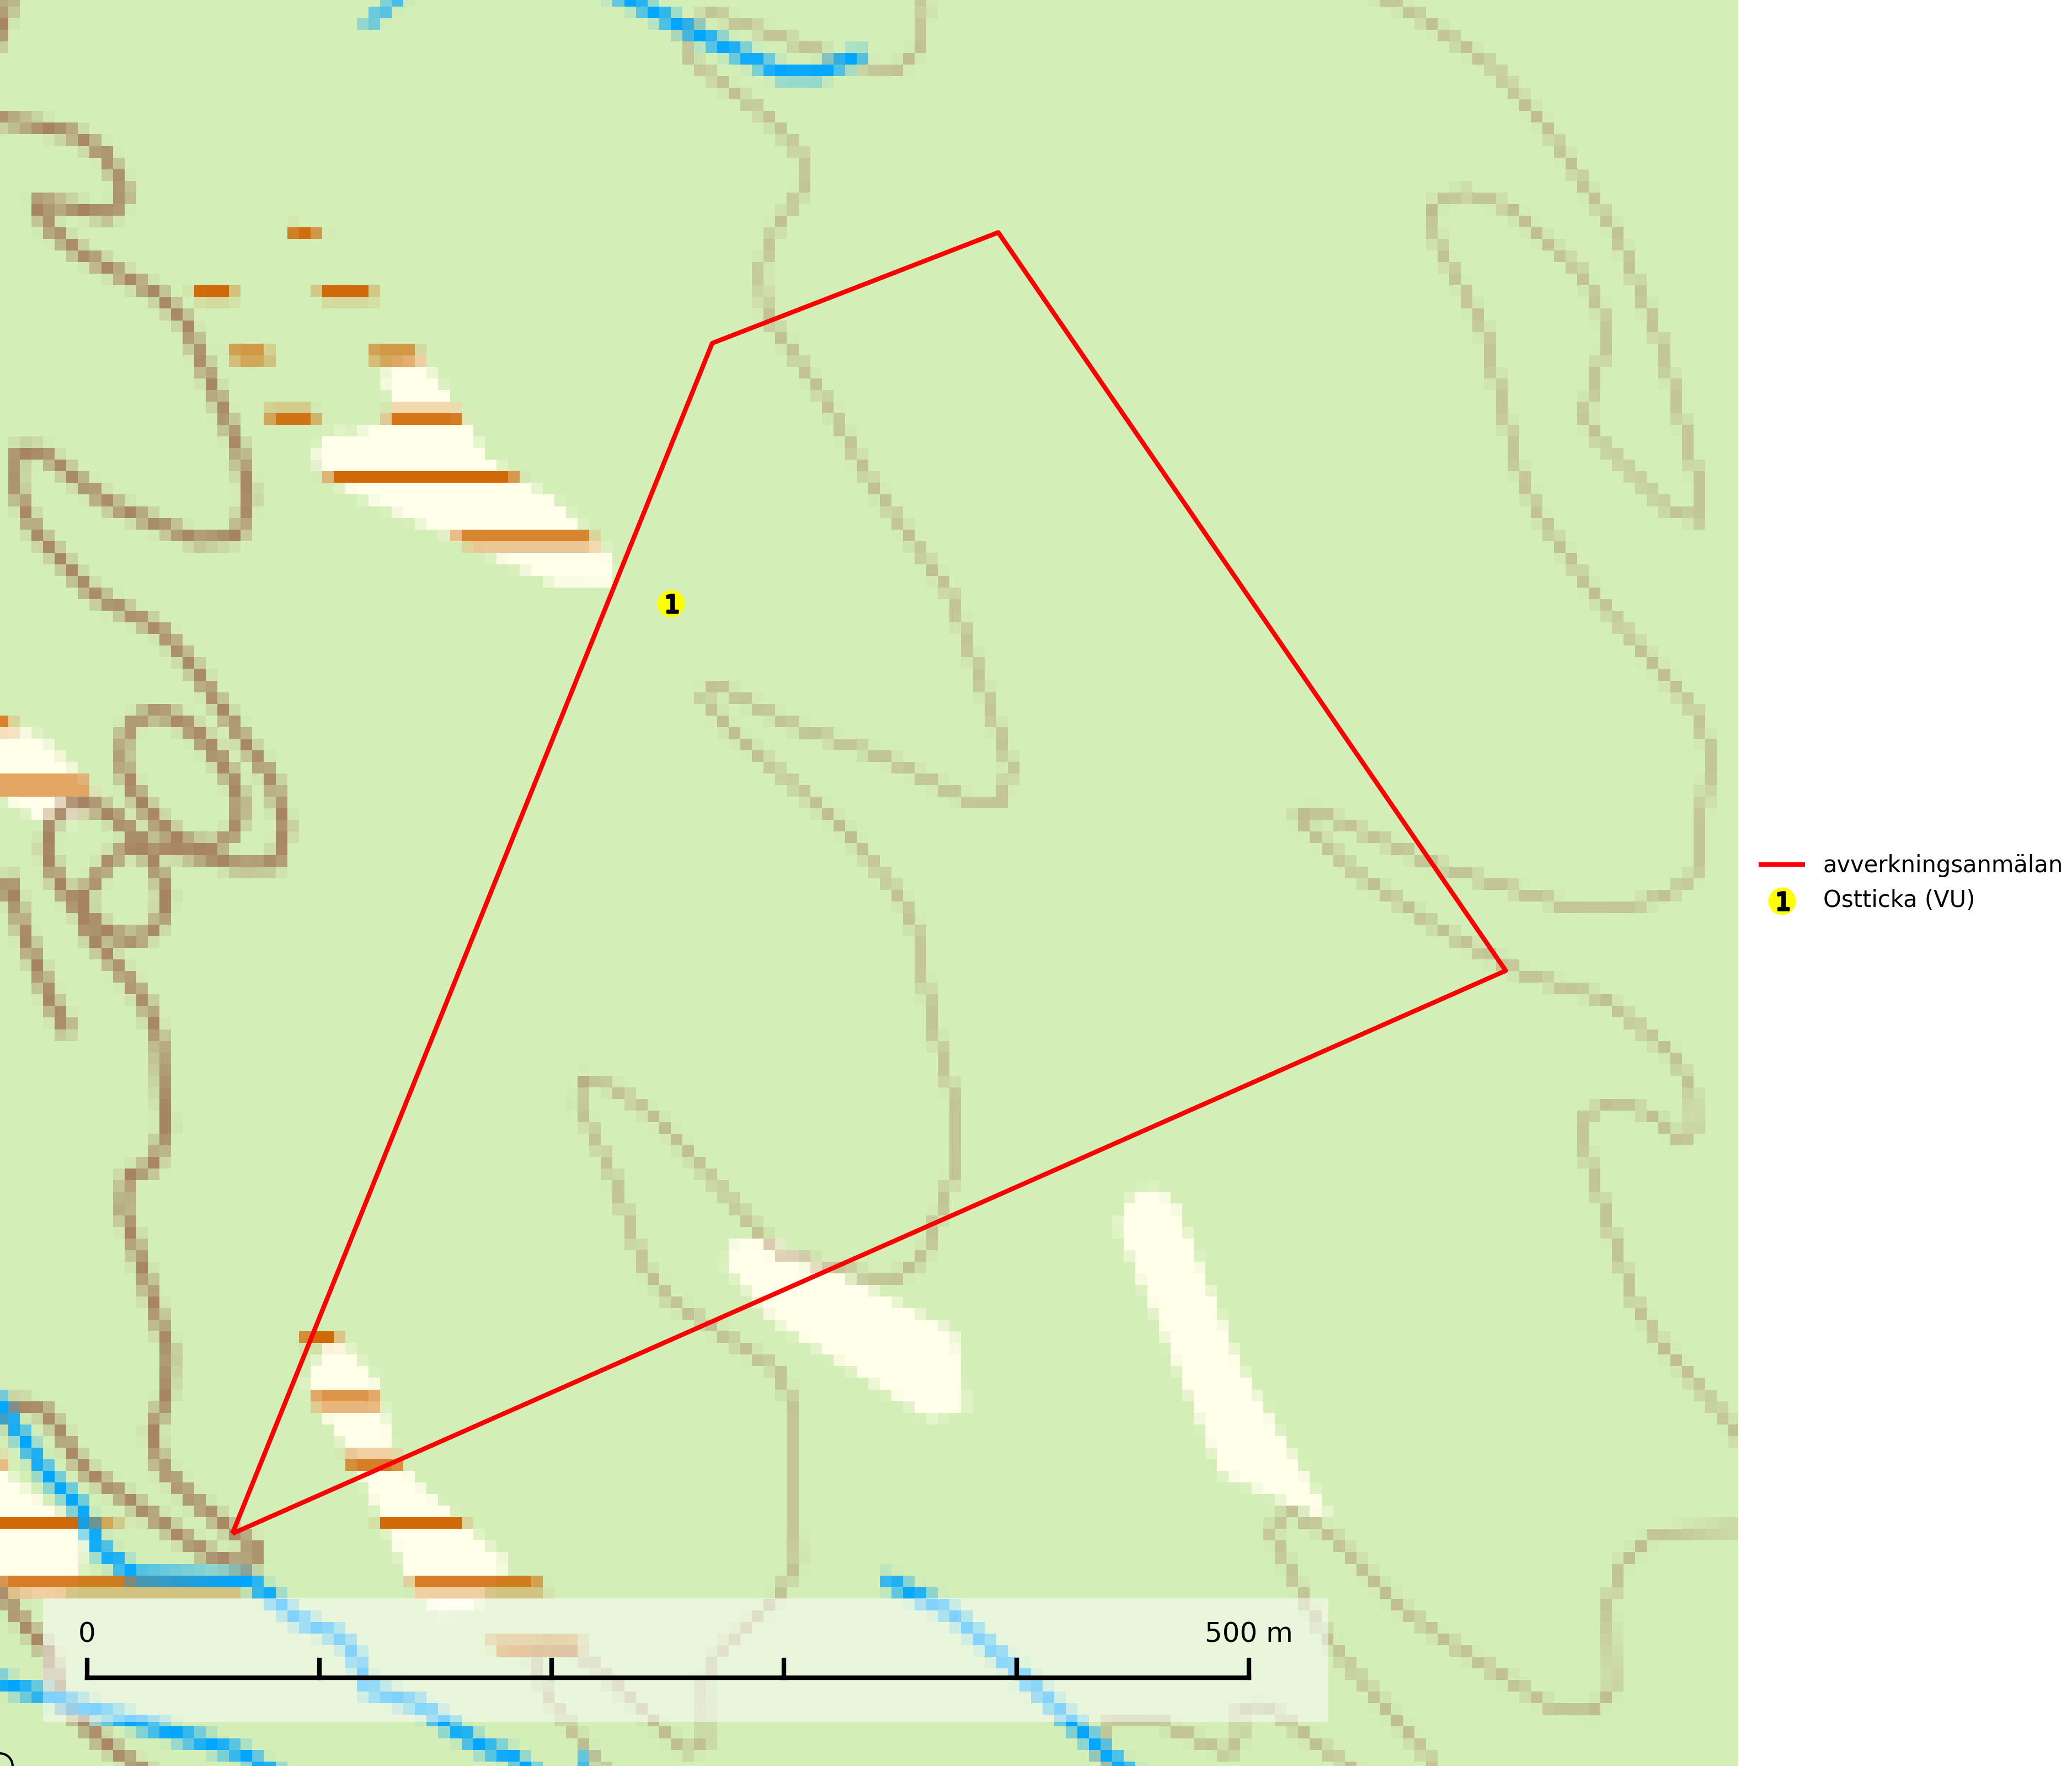 1
avverkningsanmälan
1 Ostticka (VU)
0 500 m